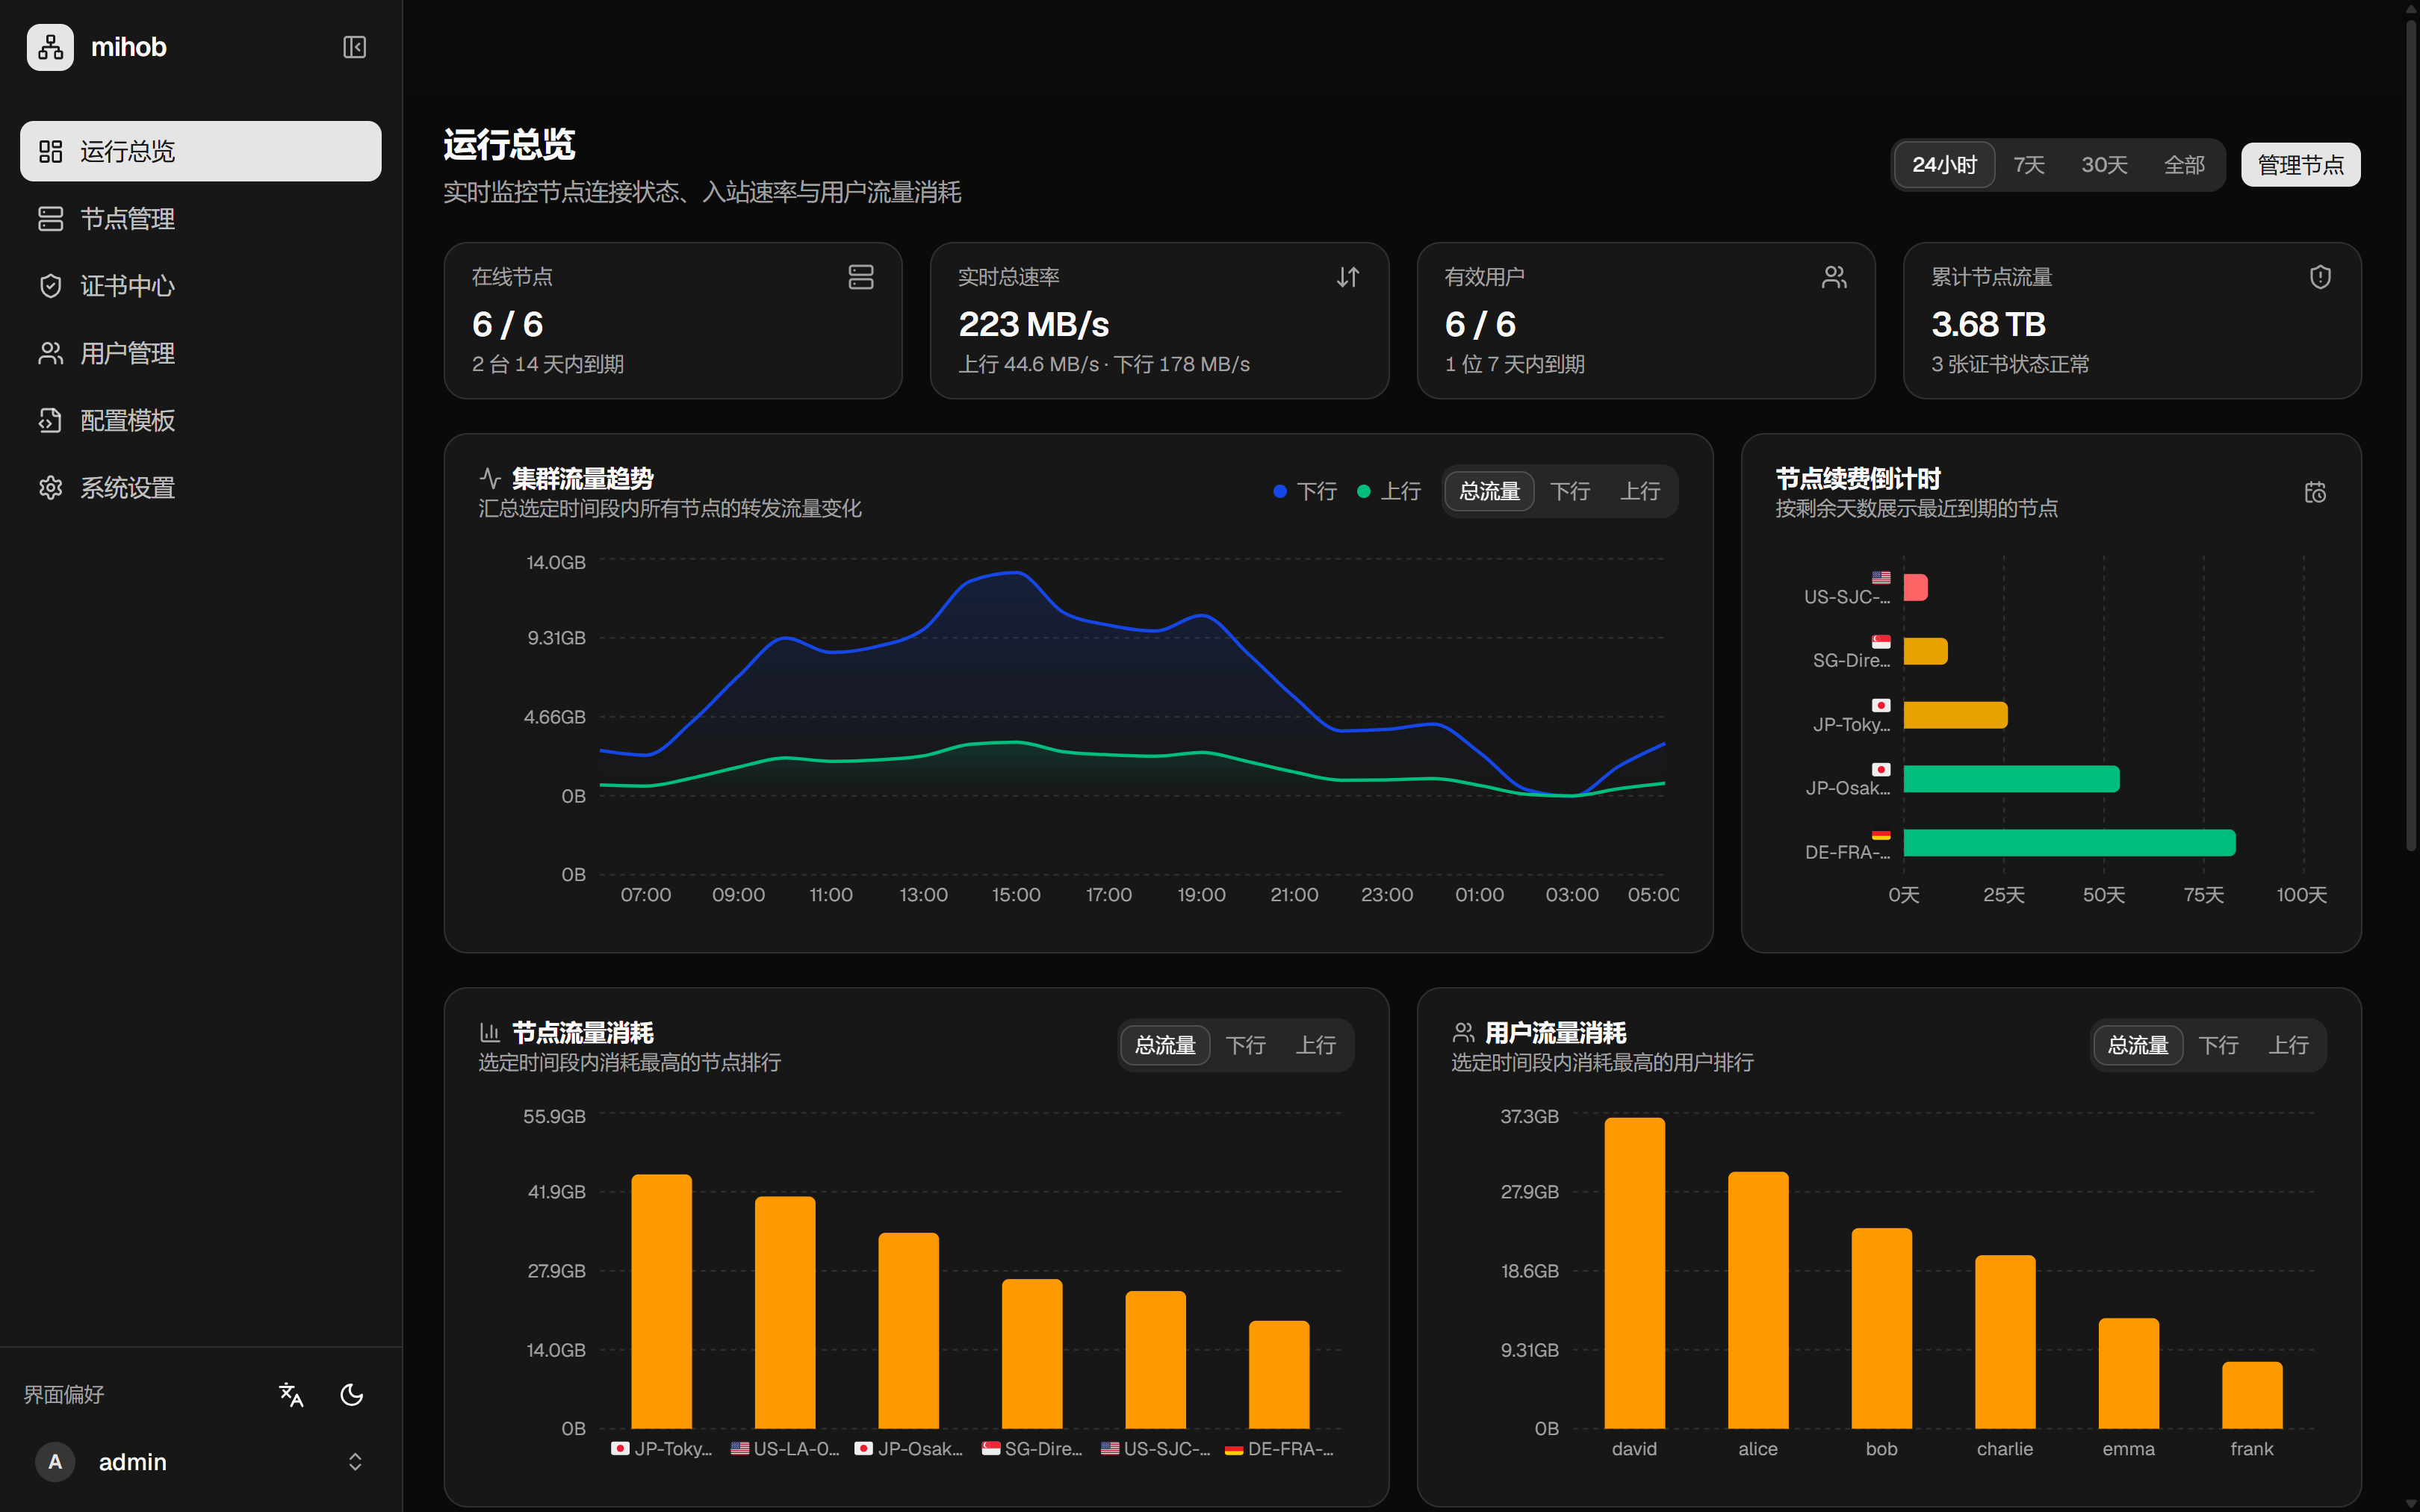 mihob
运行总览
节点管理
证书中心
用户管理
配置模板
系统设置
界面偏好
A admin
运行总览
实时监控节点连接状态、入站速率与用户流量消耗
24小时 7天 30天 全部 管理节点
在线节点
6 / 6
2 台 14 天内到期
实时总速率
223 MB/s
上行 44.6 MB/s · 下行 178 MB/s
有效用户
6 / 6
1 位 7 天内到期
累计节点流量
3.68 TB
3 张证书状态正常
集群流量趋势
汇总选定时间段内所有节点的转发流量变化
下行 上行 总流量 下行 上行
14.0GB
9.31GB
4.66GB
0B
0B
07:00 09:00 11:00 13:00 15:00 17:00 19:00 21:00 23:00 01:00 03:00 05:00
节点续费倒计时
按剩余天数展示最近到期的节点
US-SJC-...
SG-Dire...
JP-Toky...
JP-Osak...
DE-FRA-...
0天 25天 50天 75天 100天
节点流量消耗
选定时间段内消耗最高的节点排行
总流量 下行 上行
55.9GB
41.9GB
27.9GB
14.0GB
0B
JP-Toky... US-LA-0... JP-Osak... SG-Dire... US-SJC-... DE-FRA-...
用户流量消耗
选定时间段内消耗最高的用户排行
总流量 下行 上行
37.3GB
27.9GB
18.6GB
9.31GB
0B
david alice bob charlie emma frank